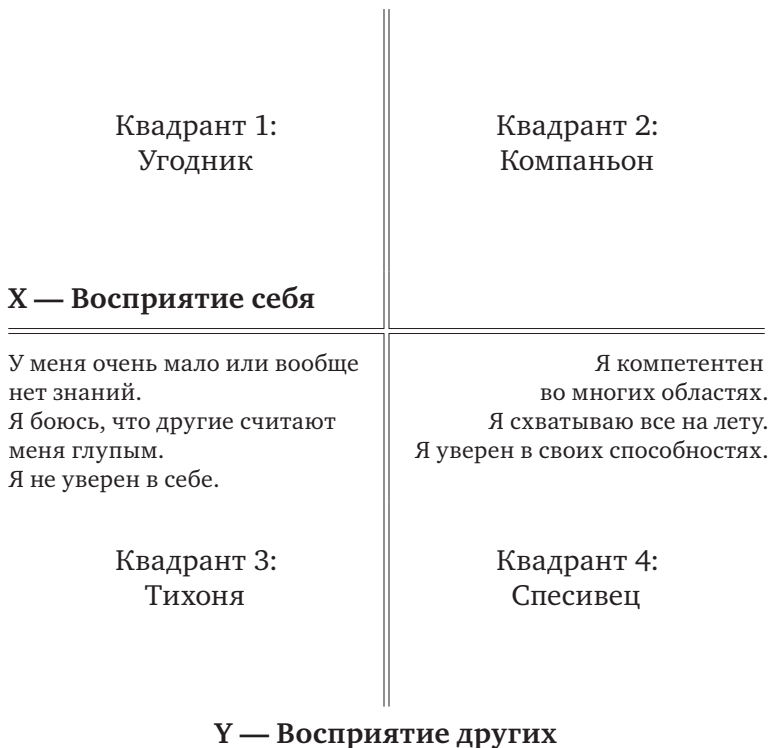 Квадрант 1:
Угодник
Квадрант 2:
Компаньон
X — Восприятие себя
У меня очень мало или вообще
нет знаний.
Я боюсь, что другие считают
меня глупым.
Я не уверен в себе.
Я компетентен
во многих областях.
Я схватываю все на лету.
Я уверен в своих способностях.
Квадрант 3:
Тихоня
Квадрант 4:
Спесивец
Y — Восприятие других